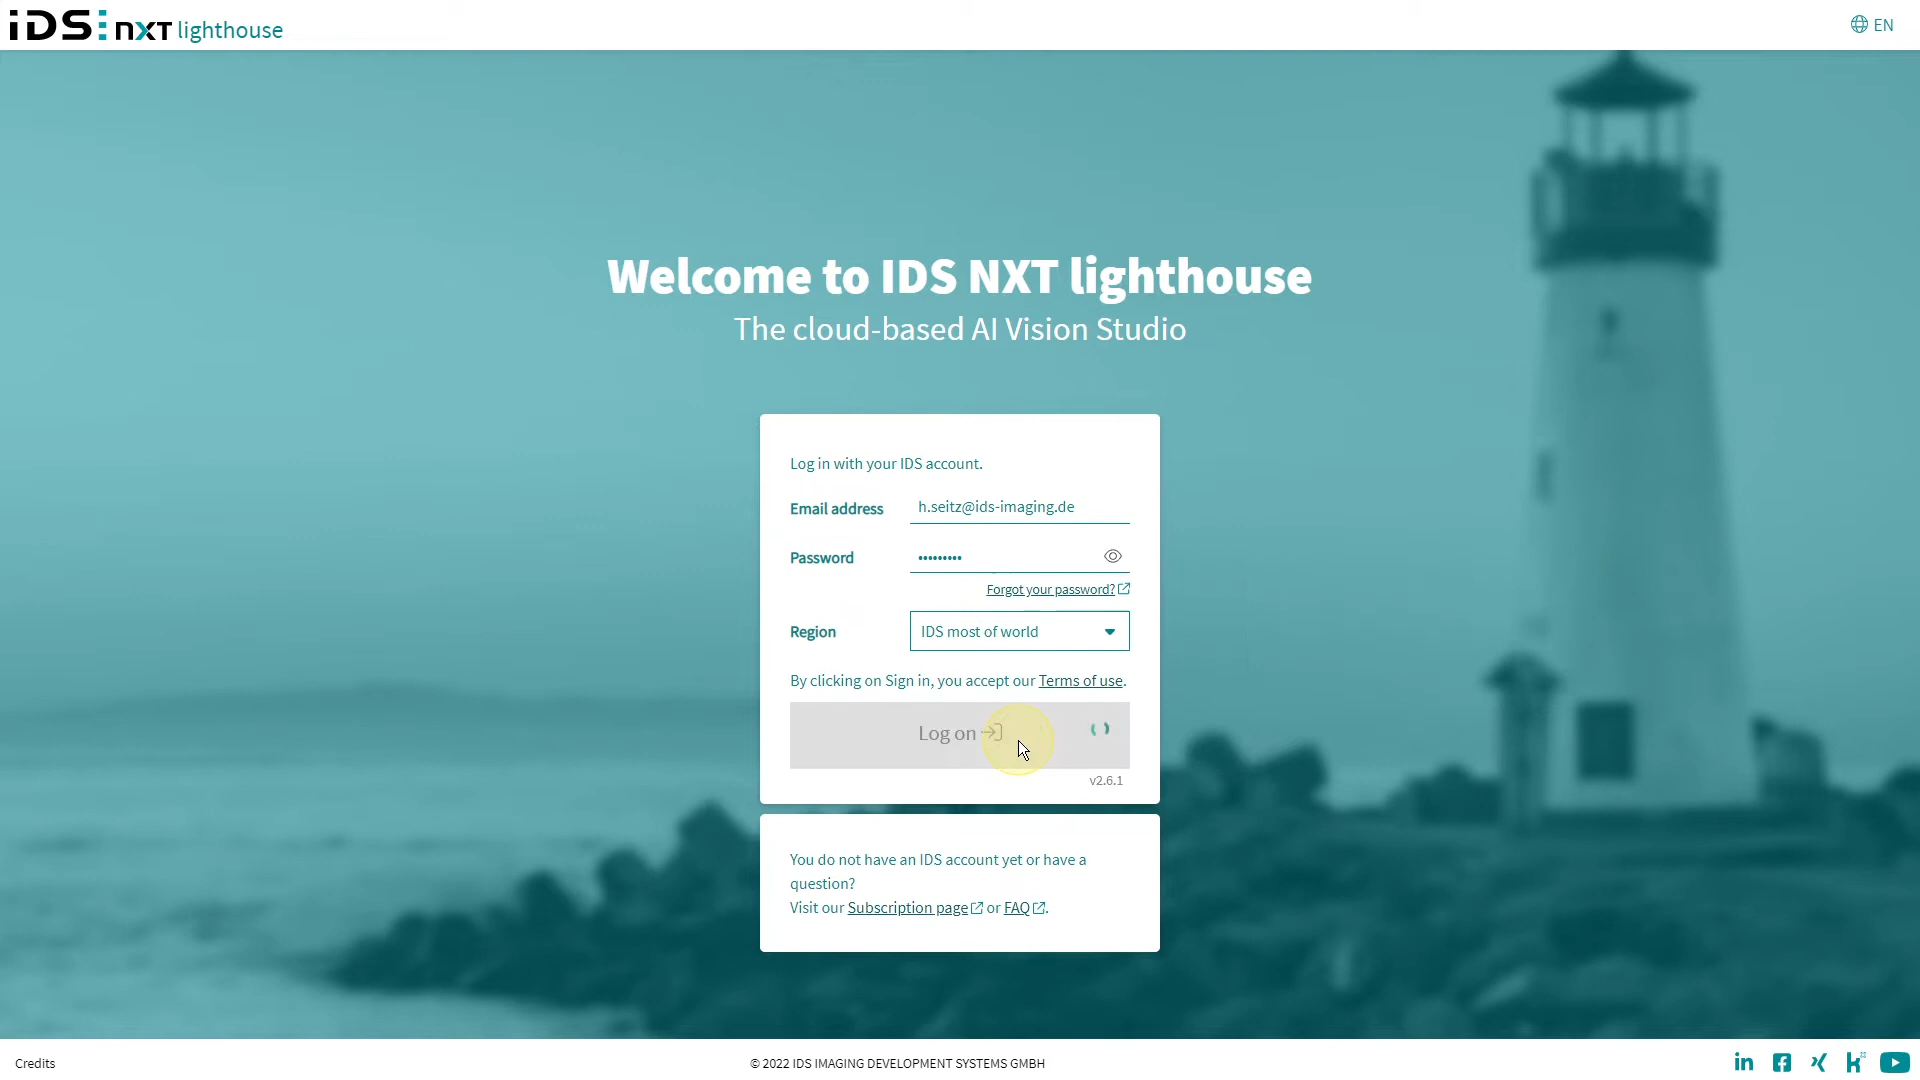 iDS:nxt lighthouse
EN
Welcome to IDS NXT lighthouse
The cloud-based AI Vision Studio
Log in with your IDS account.
Email address h.seitz@ids-imaging.de
Password •••••••••
Forgot your password?
Region IDS most of world
By clicking on Sign in, you accept our Terms of use.
Log on
v2.6.1
You do not have an IDS account yet or have a
question?
Visit our Subscription page or FAQ.
Credits
© 2022 IDS IMAGING DEVELOPMENT SYSTEMS GMBH